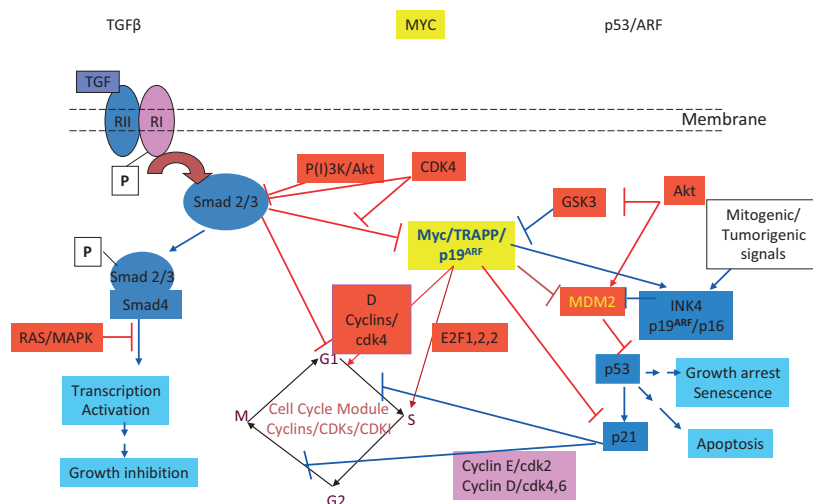 TGFβ
MYC
p53/ARF
TGF
RII
RI
Membrane
P
P(I)3K/Akt
CDK4
Smad 2/3
GSK3
Akt
Mitogenic/
Tumorigenic
signals
Myc/TRAPP/
p19ARF
P
Smad 2/3
Smad4
MDM2
INK4
p19ARF/p16
D
Cyclins/
cdk4
RAS/MAPK
E2F1,2,2
G1
p53
Growth arrest
Senescence
Transcription
Activation
M
Cell Cycle Module
Cyclins/CDKs/CDKI
S
p21
Apoptosis
Growth inhibition
Cyclin E/cdk2
Cyclin D/cdk4,6
G2